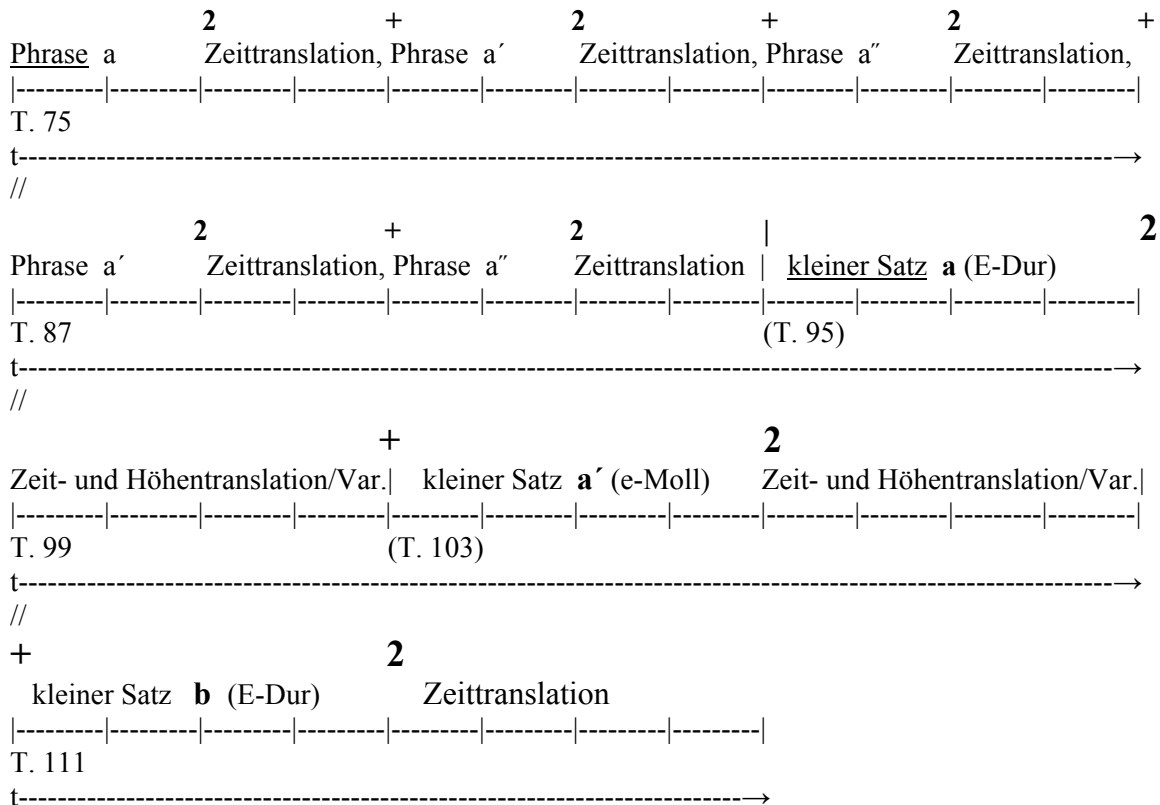 2 + 2 + 2 +
Phrase a Zeittranslation, Phrase a´ Zeittranslation, Phrase a˝ Zeittranslation,
|---------|---------|---------|---------|---------|---------|---------|---------|---------|---------|---------|---------|
T. 75
t--------------------------------------------------------------------------------------------------------------------→
//
2 + 2 | 2
Phrase a´ Zeittranslation, Phrase a˝ Zeittranslation | kleiner Satz a (E-Dur)
|---------|---------|---------|---------|---------|---------|---------|---------|---------|---------|---------|---------|
T. 87 (T. 95)
t--------------------------------------------------------------------------------------------------------------------→
//
+ 2
Zeit- und Höhentranslation/Var.| kleiner Satz a´ (e-Moll) Zeit- und Höhentranslation/Var.|
|---------|---------|---------|---------|---------|---------|---------|---------|---------|---------|---------|---------|
T. 99 (T. 103)
t--------------------------------------------------------------------------------------------------------------------→
//
+ 2
kleiner Satz b (E-Dur) Zeittranslation
|---------|---------|---------|---------|---------|---------|---------|---------|
T. 111
t---------------------------------------------------------------------------→